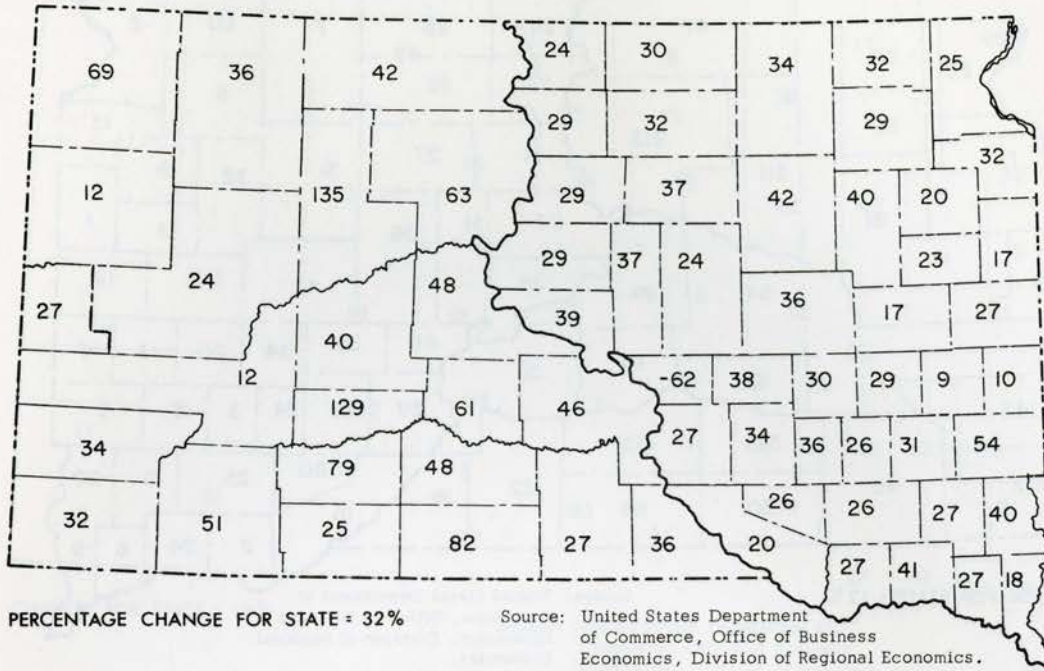 24 30 34 32 25
69 36 42
29 32 29
32
12 135 63 29 37 42 40 20
29 37 24 23 17
27 24 48 36 17 27
39
40
12 62 38 30 29 9 10
129 61 46
34 27 34 36 26 31 54
79 48
32 51 25 82 27 36 20 26 26 27 40
27 41 27 18
PERCENTAGE CHANGE FOR STATE = 32%
Source: United States Department
of Commerce, Office of Business
Economics, Division of Regional Economics.